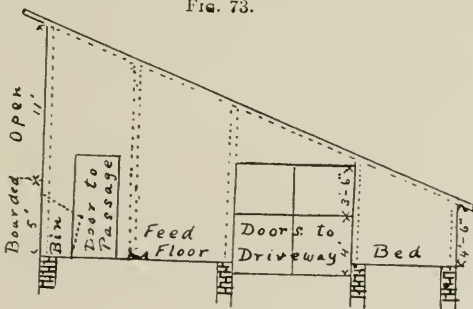 Fig. 73.
Open
11'
Boarded
5'
Bin
Door to
Passage
Feed
Floor
3'-6"
Doors to
Driveway
4'
Bed
4'-6"